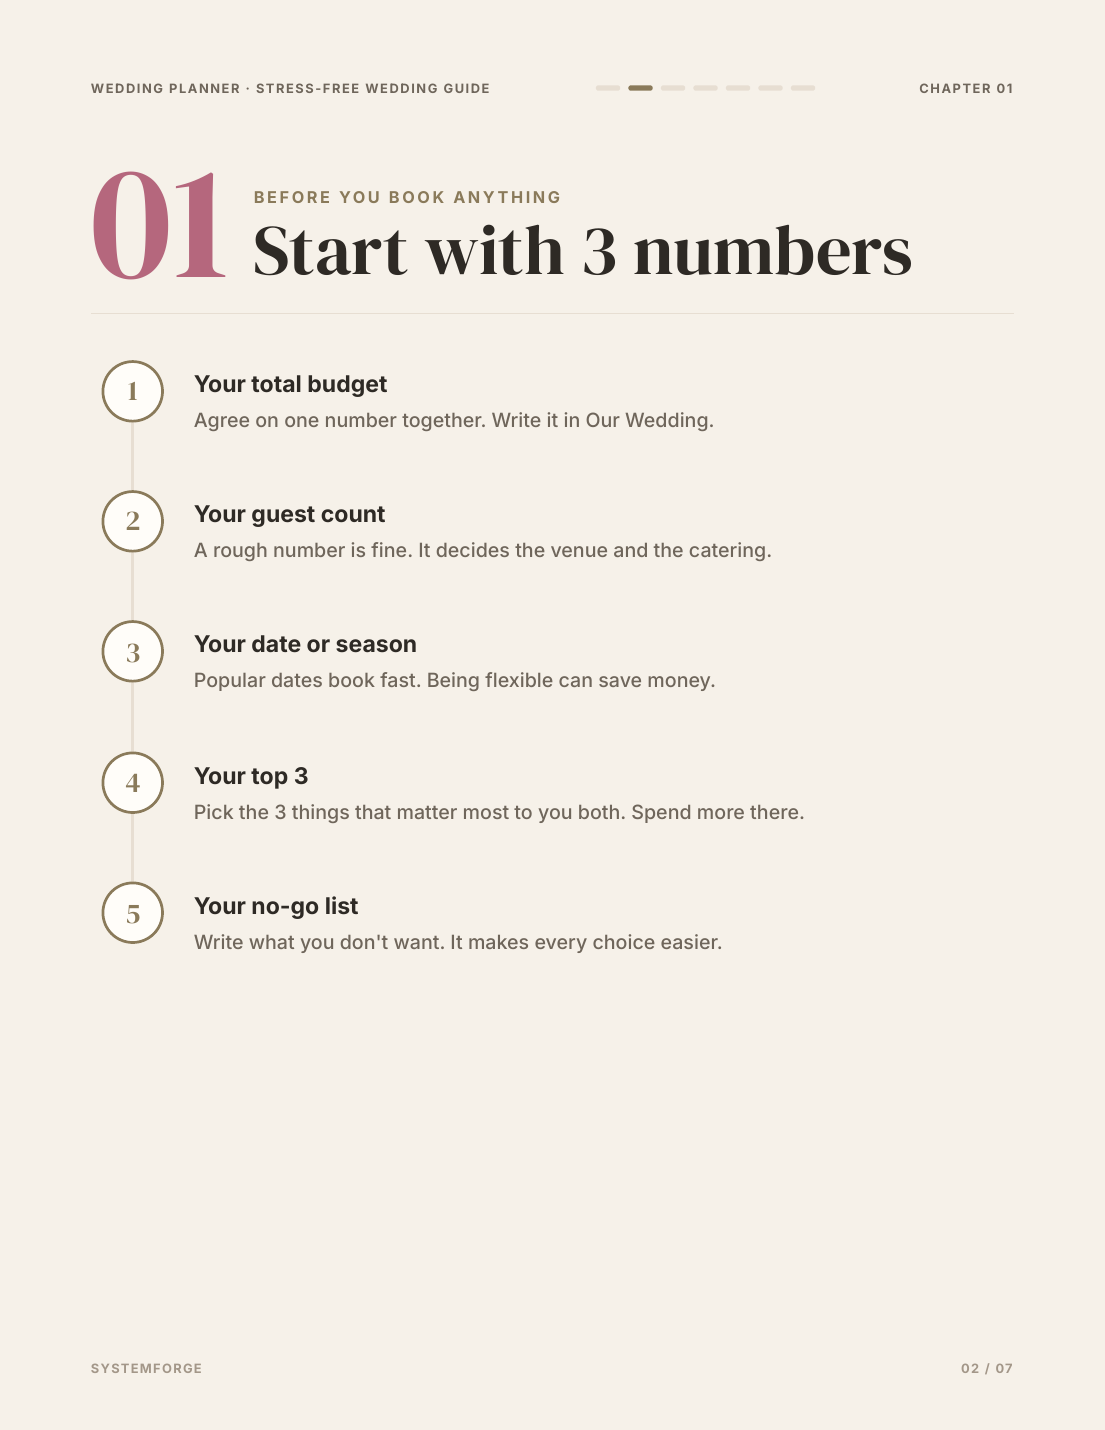 WEDDING PLANNER · STRESS-FREE WEDDING GUIDE
CHAPTER 01
01
BEFORE YOU BOOK ANYTHING
Start with 3 numbers
1
Your total budget
Agree on one number together. Write it in Our Wedding.
2
Your guest count
A rough number is fine. It decides the venue and the catering.
3
Your date or season
Popular dates book fast. Being flexible can save money.
4
Your top 3
Pick the 3 things that matter most to you both. Spend more there.
5
Your no-go list
Write what you don't want. It makes every choice easier.
SYSTEMFORGE
02 / 07